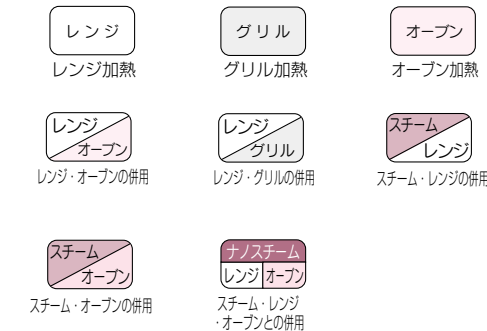 レンジ
レンジ加熱
グリル
グリル加熱
オーブン
オーブン加熱
レンジ
オーブン
レンジ・オーブンの併用
レンジ
グリル
レンジ・グリルの併用
スチーム
レンジ
スチーム・レンジの併用
スチーム
オーブン
スチーム・オーブンの併用
ナノスチーム
レンジ オーブン
スチーム・レンジ
・オーブンとの併用